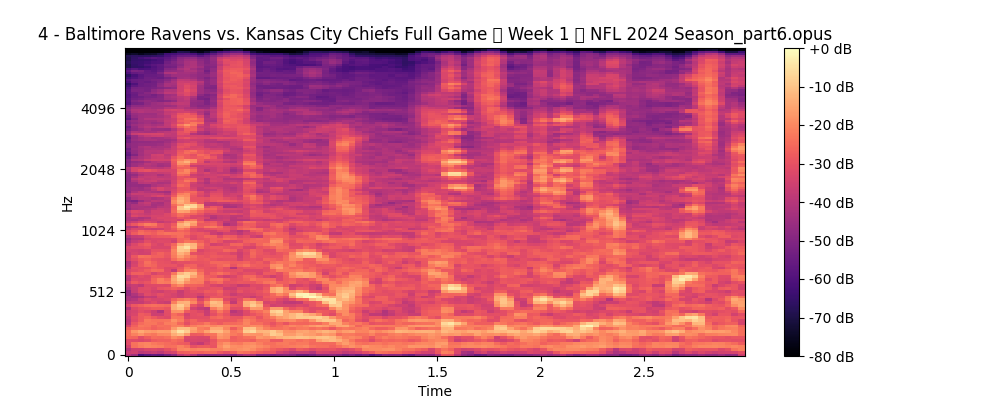 4 - Baltimore Ravens vs. Kansas City Chiefs Full Game ▯ Week 1 ▯ NFL 2024 Season_part6.opus
+0 dB
4096
-10 dB
-20 dB
2048
-30 dB
Hz
-40 dB
1024
-50 dB
512
-60 dB
-70 dB
0
-80 dB
0 0.5 1 1.5 2 2.5
Time